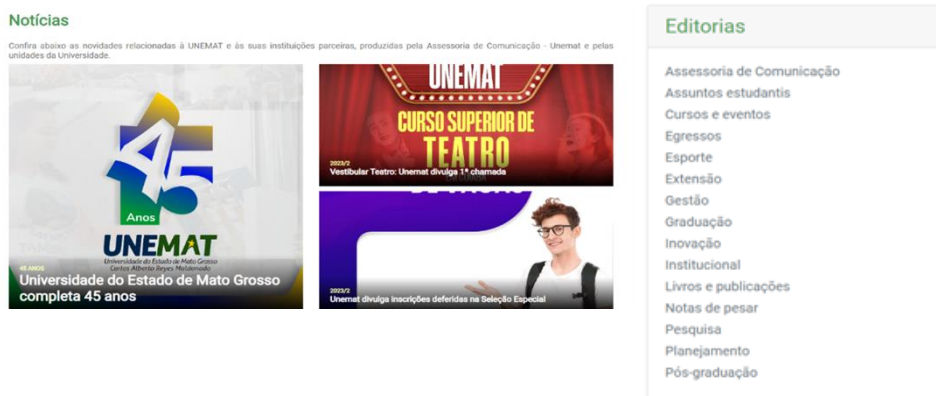 Notícias
Confira abaixo as novidades relacionadas à UNEMAT e às suas instituições parceiras, produzidas pela Assessoria de Comunicação - Unemat e pelas
unidades da Universidade.
45
Anos
UNEMAT
Universidade do Estado de Mato Grosso
Carlos Alberto Reyes Maldonado
45 ANOS
Universidade do Estado de Mato Grosso
completa 45 anos
UNEMAT
CURSO SUPERIOR DE
TEATRO
2023/2
Vestibular Teatro: Unemat divulga 1ª chamada
2023/2
Unemat divulga inscrições deferidas na Seleção Especial
Editorias
Assessoria de Comunicação
Assuntos estudantis
Cursos e eventos
Egressos
Esporte
Extensão
Gestão
Graduação
Inovação
Institucional
Livros e publicações
Notas de pesar
Pesquisa
Planejamento
Pós-graduação